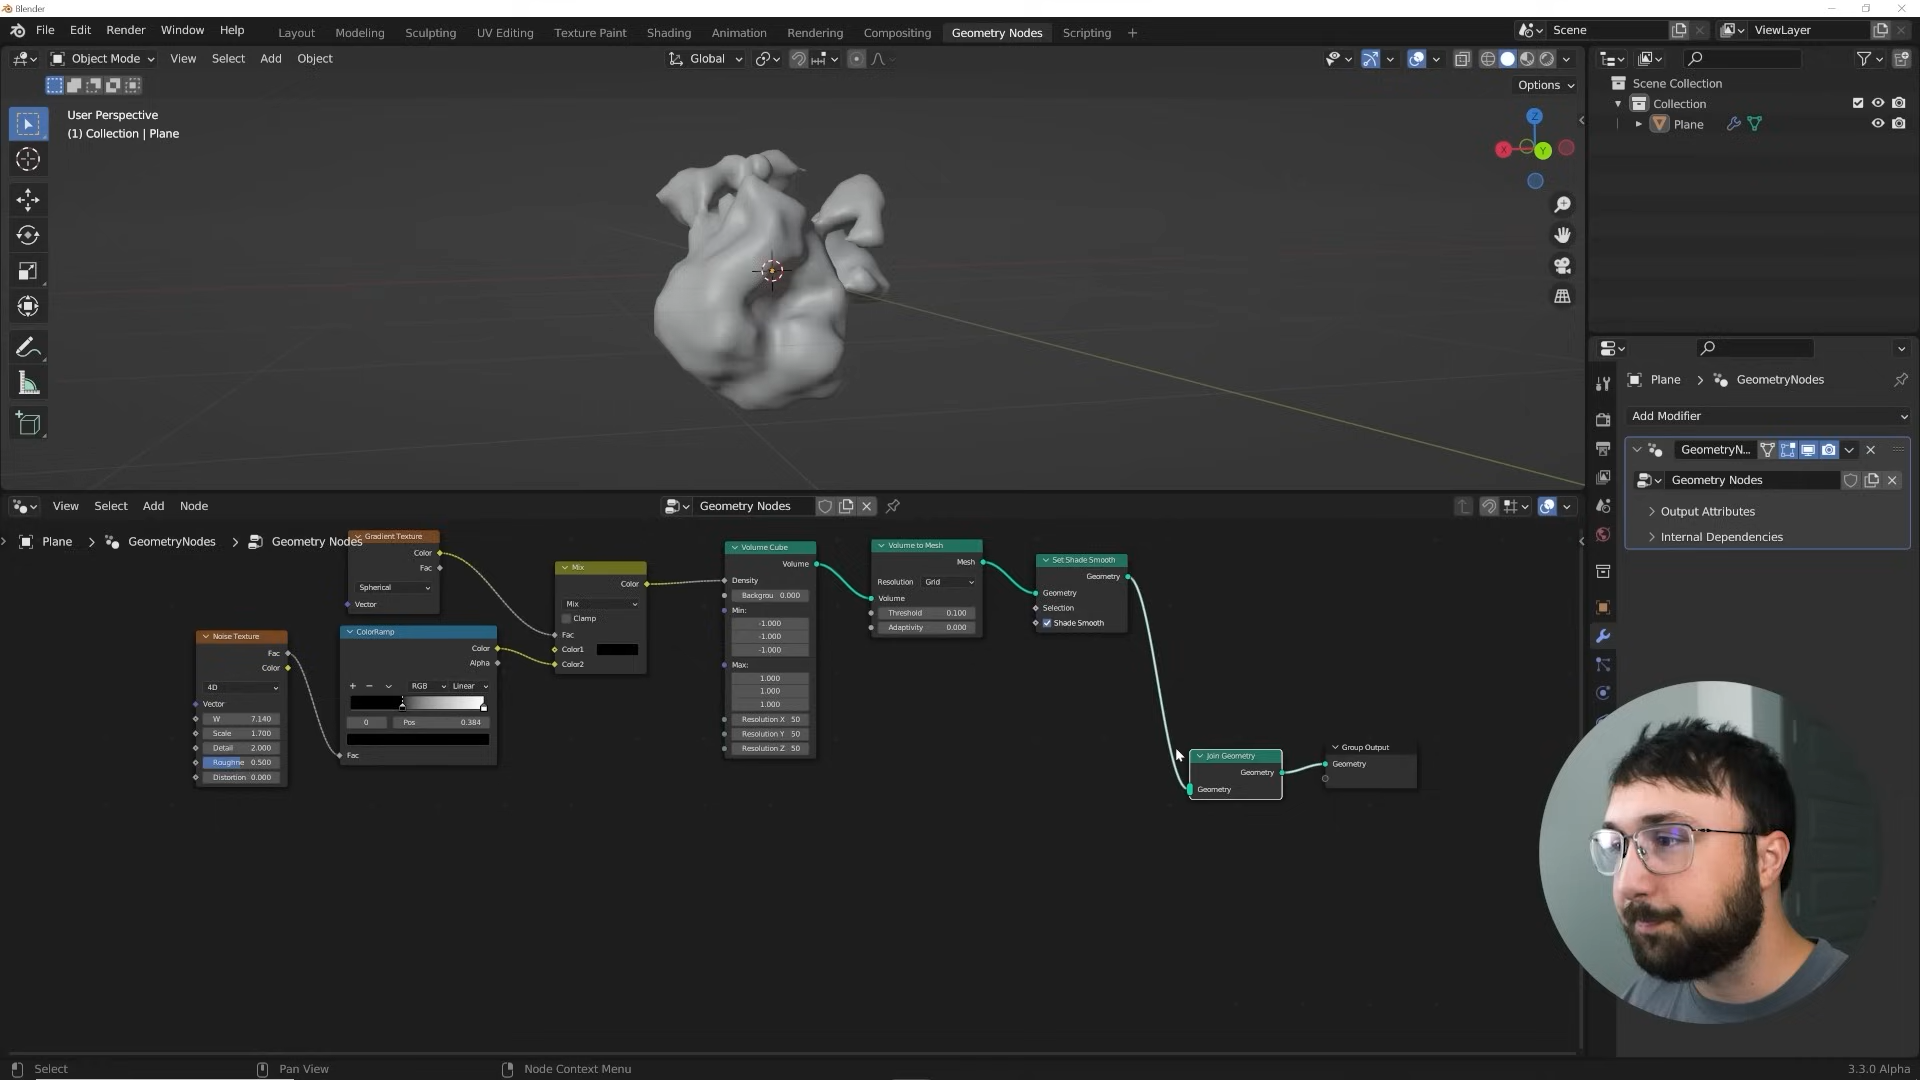 Blender
File Edit Render Window Help
Layout Modeling Sculpting UV Editing Texture Paint Shading Animation Rendering Compositing Geometry Nodes Scripting +
Scene
ViewLayer
Object Mode View Select Add Object
Global
Options
User Perspective
(1) Collection | Plane
Z
X
Y
Scene Collection
Collection
Plane
Plane > GeometryNodes
Add Modifier
GeometryN...
Geometry Nodes
Output Attributes
Internal Dependencies
View Select Add Node
Geometry Nodes
Plane > GeometryNodes > Geometry Nodes
Gradient Texture
Color
Fac
Spherical
Vector
Noise Texture
Fac
Color
4D
Vector
W 7.140
Scale 1.700
Detail 2.000
Roughne 0.500
Distortion 0.000
ColorRamp
Color
Alpha
+ − RGB Linear
0 Pos 0.384
Fac
Mix
Color
Mix
Clamp
Fac
Color1
Color2
Volume Cube
Volume
Density
Backgrou 0.000
Min:
-1.000
-1.000
-1.000
Max:
1.000
1.000
1.000
Resolution X 50
Resolution Y 50
Resolution Z 50
Volume to Mesh
Mesh
Resolution Grid
Volume
Threshold 0.100
Adaptivity 0.000
Set Shade Smooth
Geometry
Geometry
Selection
Shade Smooth
Join Geometry
Geometry
Geometry
Group Output
Geometry
Select
Pan View
Node Context Menu
3.3.0 Alpha